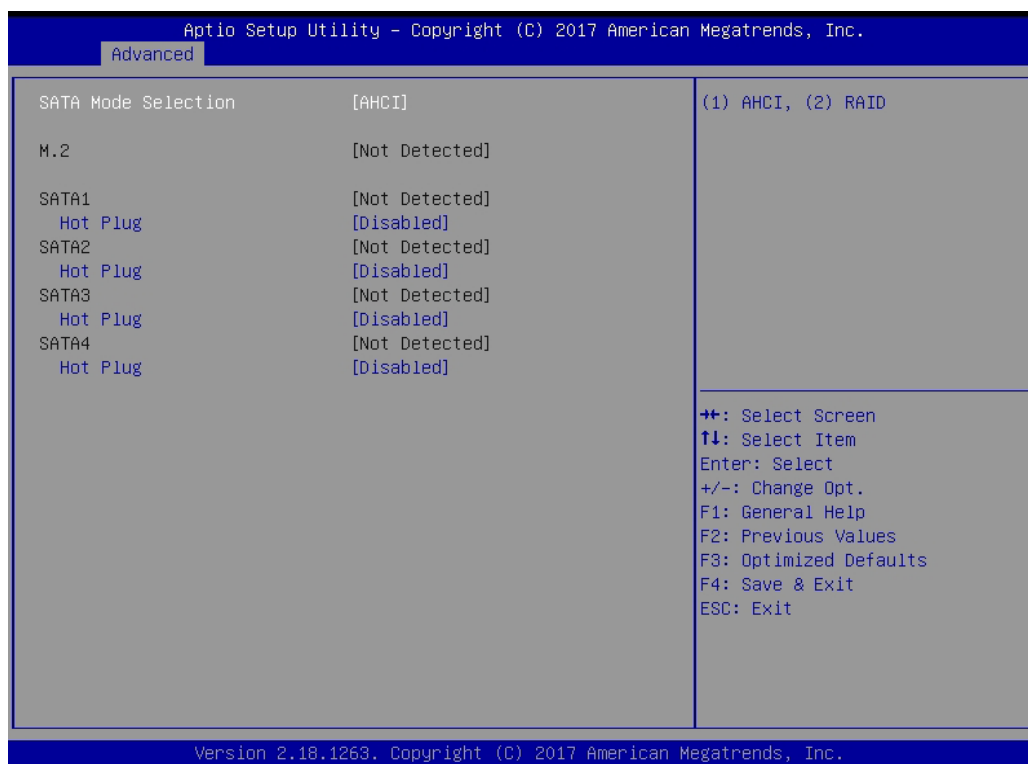 Aptio Setup Utility – Copyright (C) 2017 American Megatrends, Inc.
Advanced
SATA Mode Selection [AHCI]
M.2 [Not Detected]
SATA1 [Not Detected]
Hot Plug [Disabled]
SATA2 [Not Detected]
Hot Plug [Disabled]
SATA3 [Not Detected]
Hot Plug [Disabled]
SATA4 [Not Detected]
Hot Plug [Disabled]
(1) AHCI, (2) RAID
→←: Select Screen
↑↓: Select Item
Enter: Select
+/-: Change Opt.
F1: General Help
F2: Previous Values
F3: Optimized Defaults
F4: Save & Exit
ESC: Exit
Version 2.18.1263. Copyright (C) 2017 American Megatrends, Inc.